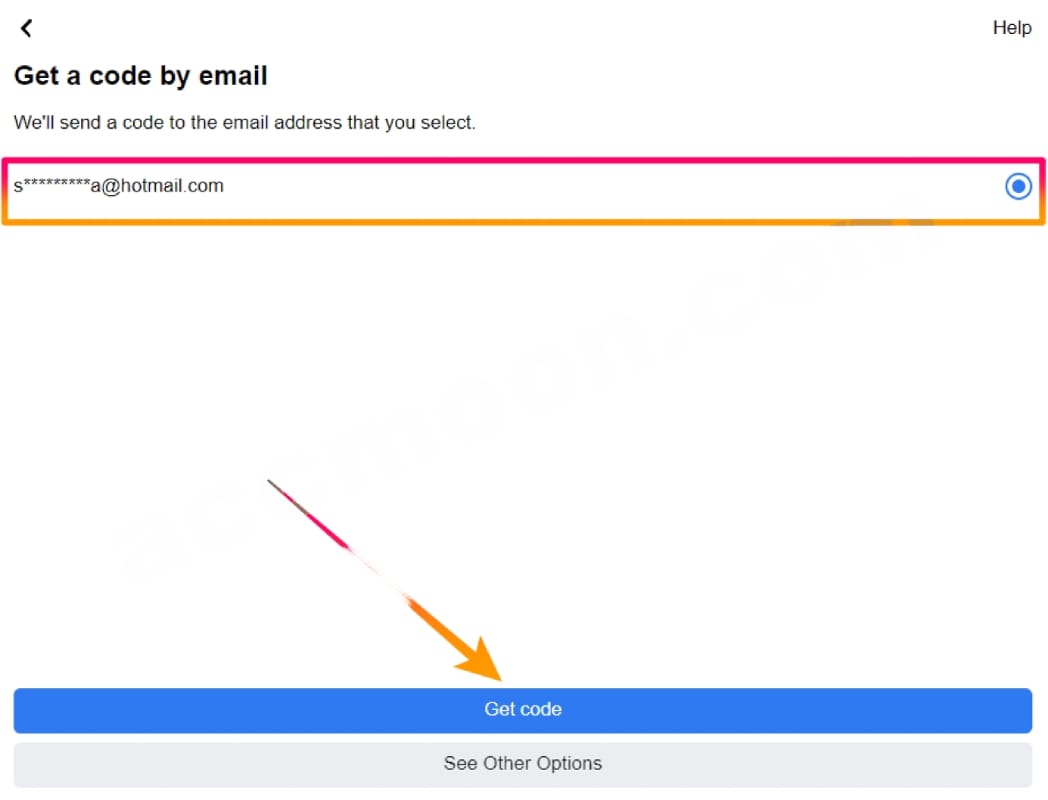 Help
Get a code by email
We'll send a code to the email address that you select.
s*********a@hotmail.com
accmoon.com
Get code
See Other Options